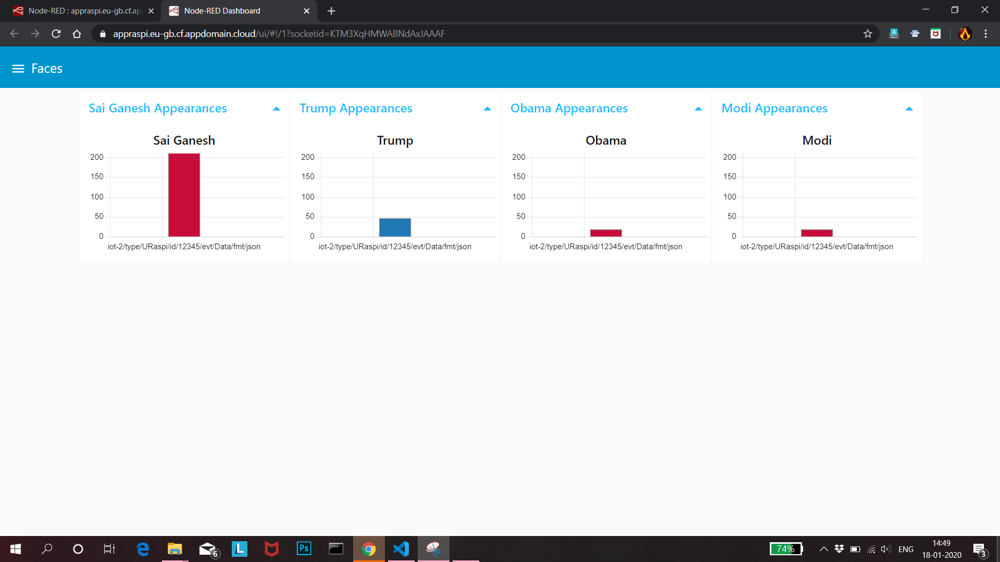 Node-RED : appraspi.eu-gb.cf.ap
Node-RED Dashboard
appraspi.eu-gb.cf.appdomain.cloud/ui/#!/1?socketid=KTM3XqHMWABNdAxJAAAF
Faces
Sai Ganesh Appearances
Sai Ganesh
200
150
100
50
0
iot-2/type/URaspi/id/12345/evt/Data/fmt/json
Trump Appearances
Trump
200
150
100
50
0
iot-2/type/URaspi/id/12345/evt/Data/fmt/json
Obama Appearances
Obama
200
150
100
50
0
iot-2/type/URaspi/id/12345/evt/Data/fmt/json
Modi Appearances
Modi
200
150
100
50
0
iot-2/type/URaspi/id/12345/evt/Data/fmt/json
6
L
Ps
74%
ENG
14:49
18-01-2020
3